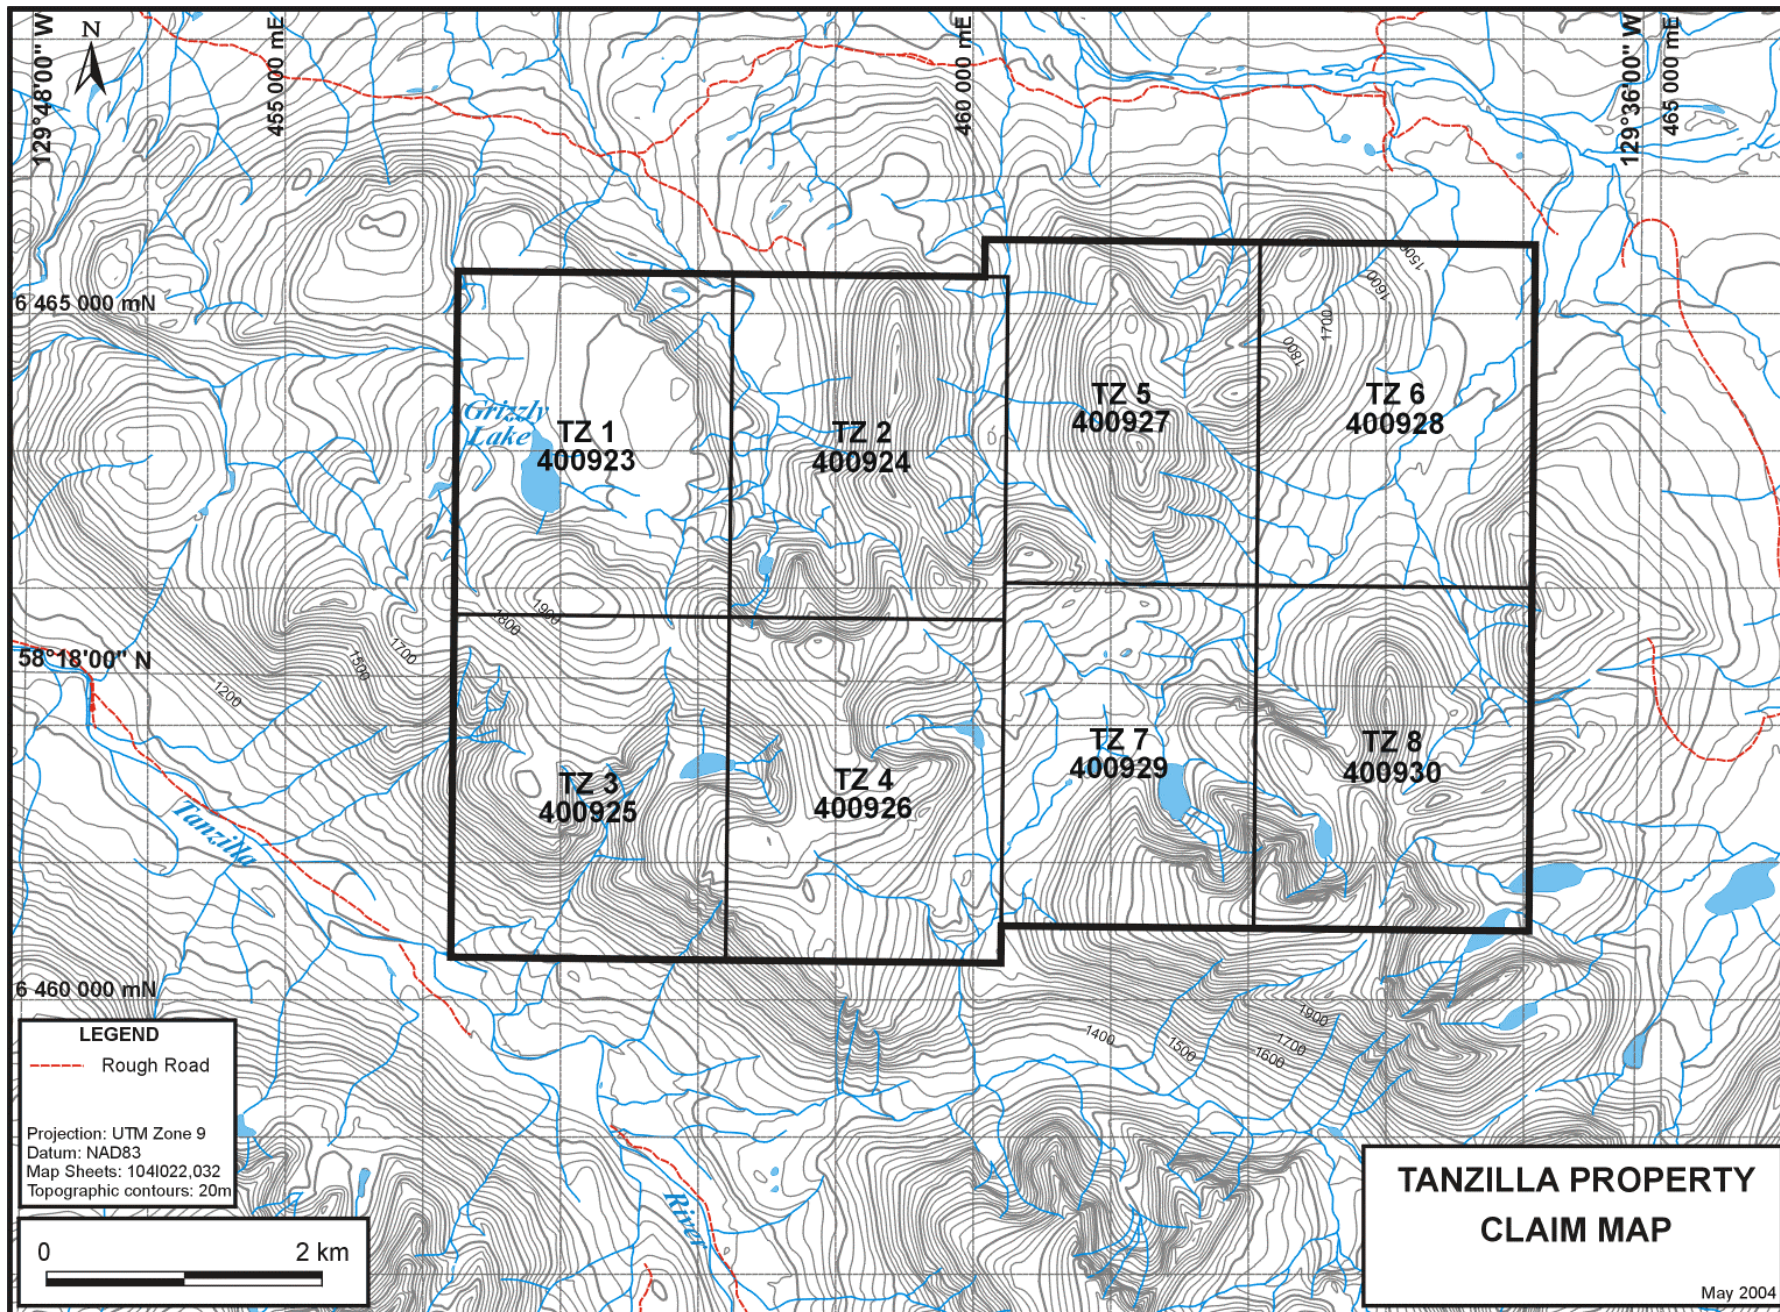 N
129°48'00" W
455 000 mE
460 000 mE
129°36'00" W
465 000 mE
6 465 000 mN
1500
1600
1700
1800
Grizzly
Lake
TZ 1
400923
TZ 2
400924
TZ 5
400927
TZ 6
400928
1900
1800
1700
1500
1200
58°18'00" N
TZ 3
400925
TZ 4
400926
TZ 7
400929
TZ 8
400930
Tanzilla
6 460 000 mN
1400
1500
1600
1700
1900
River
LEGEND
Rough Road
Projection: UTM Zone 9
Datum: NAD83
Map Sheets: 104I022,032
Topographic contours: 20m
0 2 km
TANZILLA PROPERTY
CLAIM MAP
May 2004